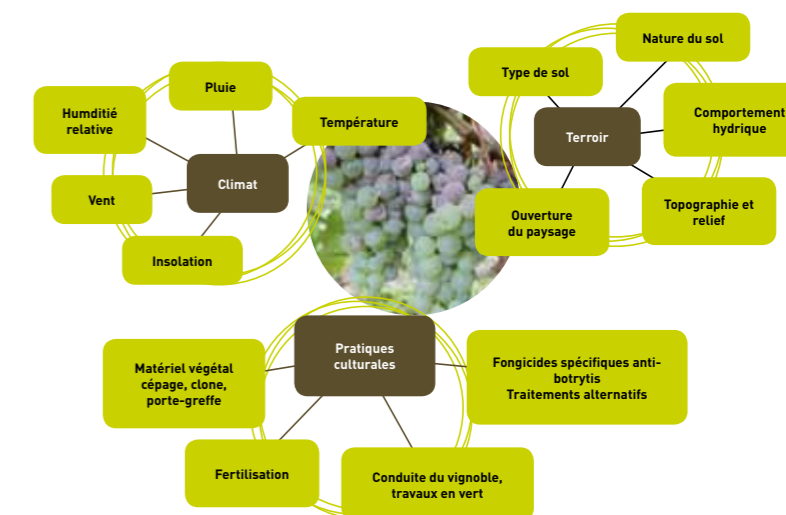 Pluie
Humditié
relative
Température
Climat
Vent
Insolation
Nature du sol
Type de sol
Comportement
hydrique
Terroir
Topographie et
relief
Ouverture
du paysage
Pratiques
culturales
Matériel végétal
cépage, clone,
porte-greffe
Fongicides spécifiques anti-
botrytis
Traitements alternatifs
Fertilisation
Conduite du vignoble,
travaux en vert